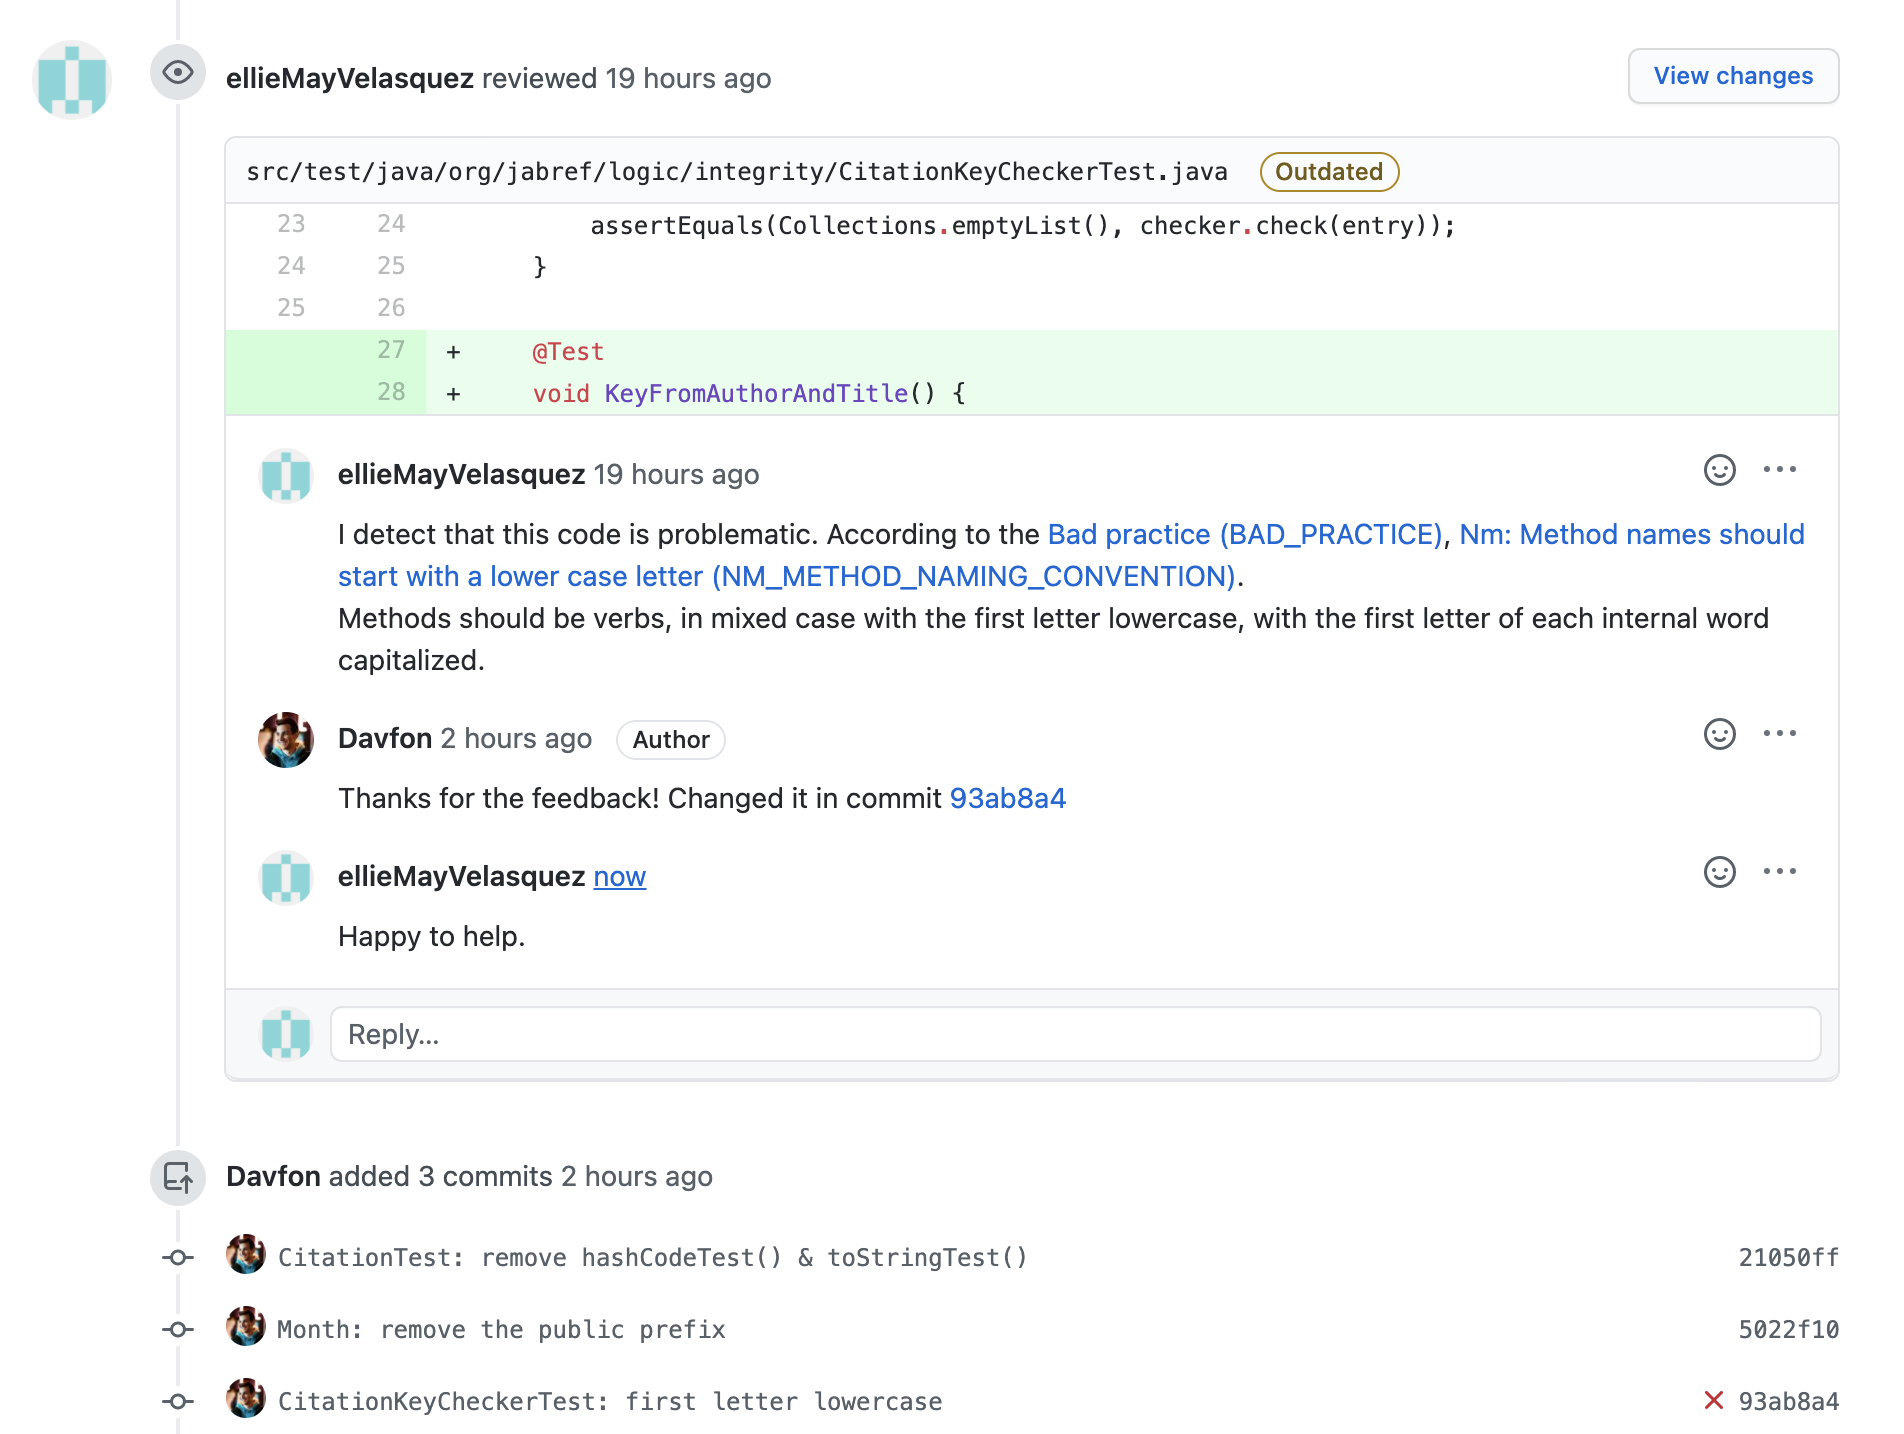 ellieMayVelasquez reviewed 19 hours ago
View changes
src/test/java/org/jabref/logic/integrity/CitationKeyCheckerTest.java Outdated
23 24 assertEquals(Collections.emptyList(), checker.check(entry));
24 25 }
25 26
27 + @Test
28 + void KeyFromAuthorAndTitle() {
ellieMayVelasquez 19 hours ago
I detect that this code is problematic. According to the Bad practice (BAD_PRACTICE), Nm: Method names should
start with a lower case letter (NM_METHOD_NAMING_CONVENTION).
Methods should be verbs, in mixed case with the first letter lowercase, with the first letter of each internal word
capitalized.
Davfon 2 hours ago Author
Thanks for the feedback! Changed it in commit 93ab8a4
ellieMayVelasquez now
Happy to help.
Reply...
Davfon added 3 commits 2 hours ago
CitationTest: remove hashCodeTest() & toStringTest() 21050ff
Month: remove the public prefix 5022f10
CitationKeyCheckerTest: first letter lowercase 93ab8a4